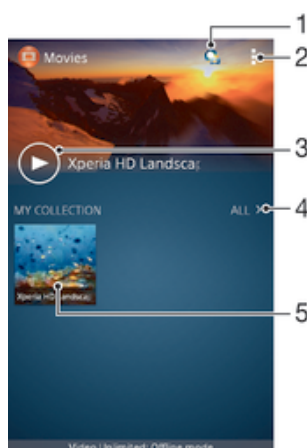 1
Movies
2
3
Xperia HD Landsca
MY COLLECTION
ALL
4
Xperia HD Landsca
5
Video Unlimited: Offline mode